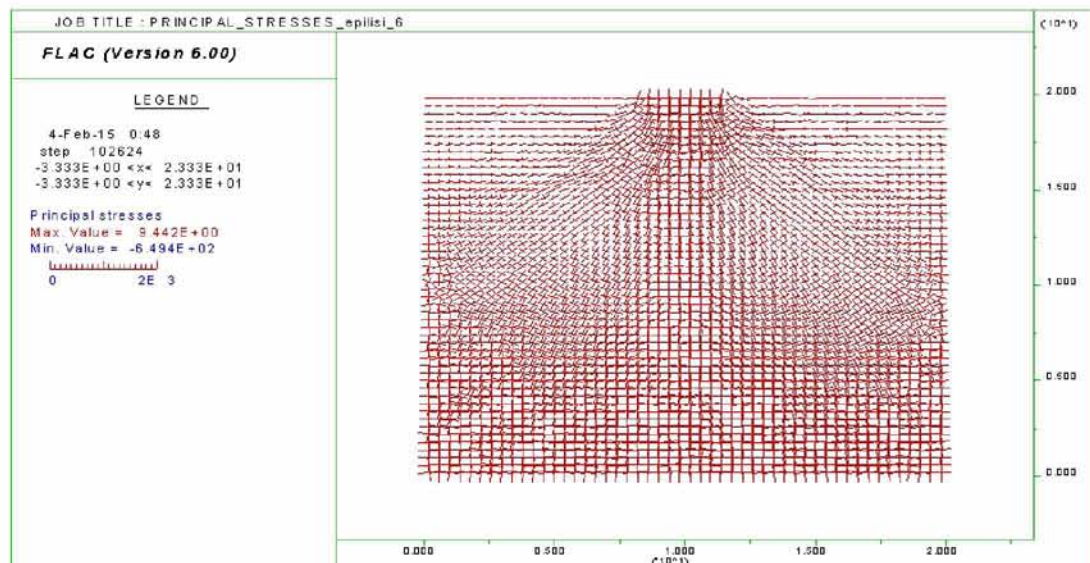 JOB TITLE : PRINCIPAL_STRESSES_epilisi_6
(*10^1)
FLAC (Version 6.00)
LEGEND
4-Feb-15 0:48
step 102624
-3.333E+00 <x< 2.333E+01
-3.333E+00 <y< 2.333E+01
Principal stresses
Max. Value = 9.442E+00
Min. Value = -6.494E+02
0 2E 3
2.000
1.500
1.000
0.500
0.000
0.000 0.500 1.000 1.500 2.000
(*10^1)